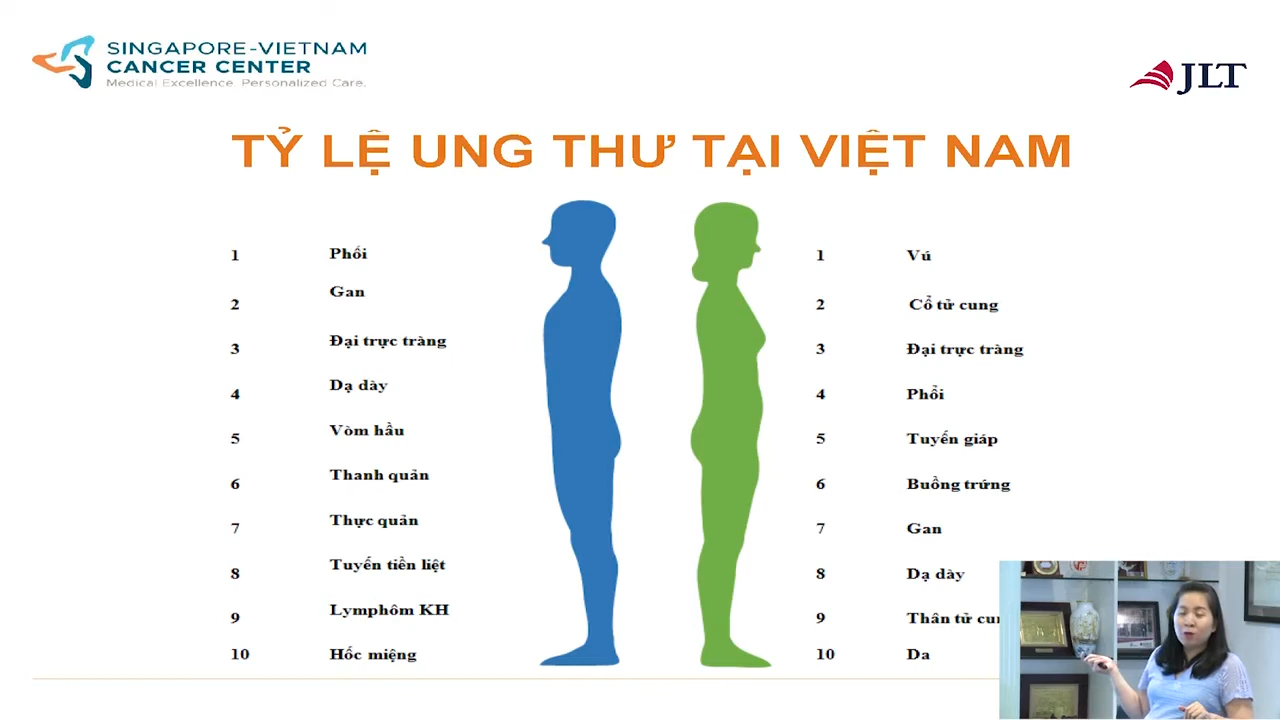 SINGAPORE-VIETNAM
CANCER CENTER
Medical Excellence. Personalized Care.
JLT
TỶ LỆ UNG THƯ TẠI VIỆT NAM
1 Phối
2 Gan
3 Đại trực tràng
4 Dạ dày
5 Vòm hầu
6 Thanh quản
7 Thực quản
8 Tuyến tiền liệt
9 Lymphôm KH
10 Hốc miệng
1 Vú
2 Cổ tử cung
3 Đại trực tràng
4 Phổi
5 Tuyến giáp
6 Buồng trứng
7 Gan
8 Dạ dày
9 Thân tử
10 Da